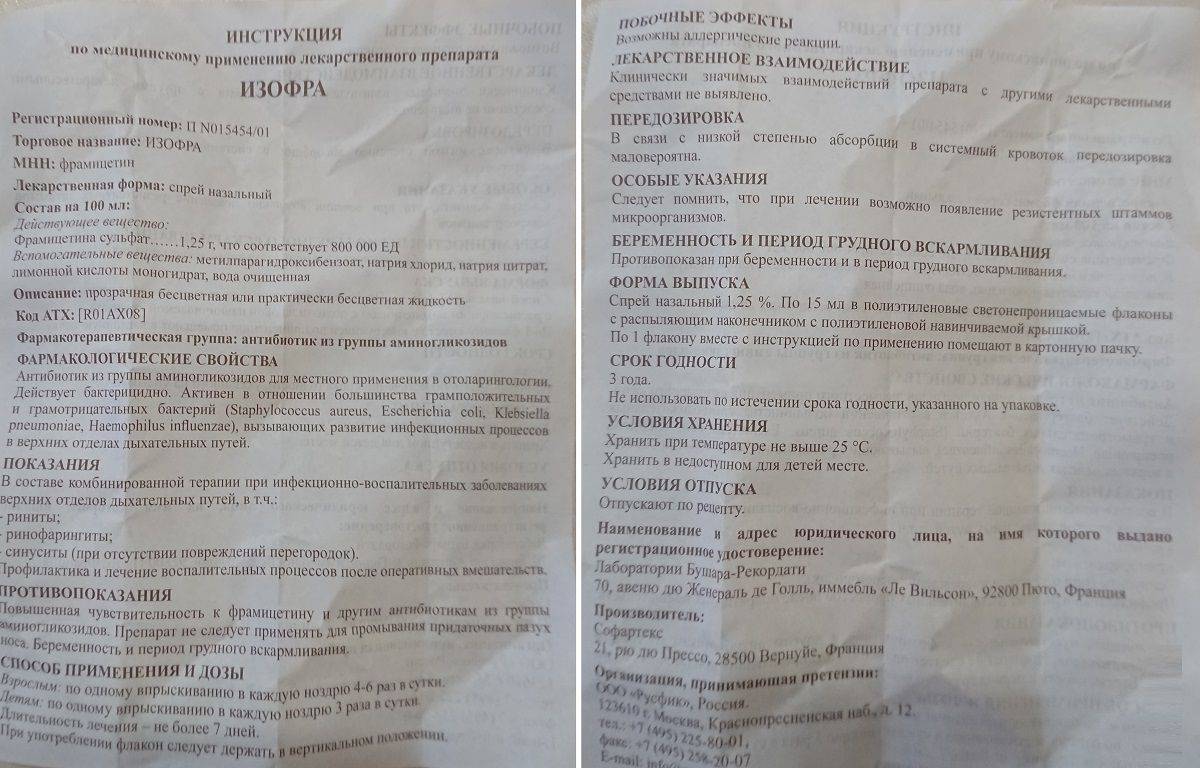 ИНСТРУКЦИЯ
по медицинскому применению лекарственного препарата
ИЗОФРА
Регистрационный номер: П N015454/01
Торговое название: ИЗОФРА
МНН: фрамицетин
Лекарственная форма: спрей назальный
Состав на 100 мл:
Действующее вещество:
Фрамицетина сульфат......1,25 г, что соответствует 800 000 ЕД
Вспомогательные вещества: метилпарагидроксибензоат, натрия хлорид, натрия цитрат,
лимонной кислоты моногидрат, вода очищенная
Описание: прозрачная бесцветная или практически бесцветная жидкость
Код АТХ: [R01AX08]
Фармакотерапевтическая группа: антибиотик из группы аминогликозидов
ФАРМАКОЛОГИЧЕСКИЕ СВОЙСТВА
Антибиотик из группы аминогликозидов для местного применения в отоларингологии.
Действует бактерицидно. Активен в отношении большинства грамположительных
и грамотрицательных бактерий (Staphylococcus aureus, Escherichia coli, Klebsiella
pneumoniae, Haemophilus influenzae), вызывающих развитие инфекционных процессов
в верхних отделах дыхательных путей.
ПОКАЗАНИЯ
В составе комбинированной терапии при инфекционно-воспалительных заболеваниях
верхних отделов дыхательных путей, в т.ч.:
- риниты;
- ринофарингиты;
- синуситы (при отсутствии повреждений перегородок).
Профилактика и лечение воспалительных процессов после оперативных вмешательств.
ПРОТИВОПОКАЗАНИЯ
Повышенная чувствительность к фрамицетину и другим антибиотикам из группы
аминогликозидов. Препарат не следует применять для промывания придаточных пазух
носа. Беременность и период грудного вскармливания.
СПОСОБ ПРИМЕНЕНИЯ И ДОЗЫ
Взрослым: по одному впрыскиванию в каждую ноздрю 4-6 раз в сутки.
Детям: по одному впрыскиванию в каждую ноздрю 3 раза в сутки.
Длительность лечения – не более 7 дней.
При употреблении флакон следует держать в вертикальном положении.
ПОБОЧНЫЕ ЭФФЕКТЫ
Возможны аллергические реакции.
ЛЕКАРСТВЕННОЕ ВЗАИМОДЕЙСТВИЕ
Клинически значимых взаимодействий препарата с другими лекарственными
средствами не выявлено.
ПЕРЕДОЗИРОВКА
В связи с низкой степенью абсорбции в системный кровоток передозировка
маловероятна.
ОСОБЫЕ УКАЗАНИЯ
Следует помнить, что при лечении возможно появление резистентных штаммов
микроорганизмов.
БЕРЕМЕННОСТЬ И ПЕРИОД ГРУДНОГО ВСКАРМЛИВАНИЯ
Противопоказан при беременности и в период грудного вскармливания.
ФОРМА ВЫПУСКА
Спрей назальный 1,25 %. По 15 мл в полиэтиленовые светонепроницаемые флаконы
с распыляющим наконечником с полиэтиленовой навинчиваемой крышкой.
По 1 флакону вместе с инструкцией по применению помещают в картонную пачку.
СРОК ГОДНОСТИ
3 года.
Не использовать по истечении срока годности, указанного на упаковке.
УСЛОВИЯ ХРАНЕНИЯ
Хранить при температуре не выше 25 °C.
Хранить в недоступном для детей месте.
УСЛОВИЯ ОТПУСКА
Отпускают по рецепту.
Наименование и адрес юридического лица, на имя которого выдано
регистрационное удостоверение:
Лаборатории Бушара-Рекордати
70, авеню дю Женераль де Голль, иммебль «Ле Вильсон», 92800 Пюто, Франция
Производитель:
Софартекс
21, рю дю Прессо, 28500 Вернуйе, Франция
Организация, принимающая претензии:
ООО «Русфик», Россия.
123610 г. Москва, Краснопресненская наб., д. 12.
тел.: +7 (495) 225-80-01,
факс: +7 (495) 258-20-07
E-mail: